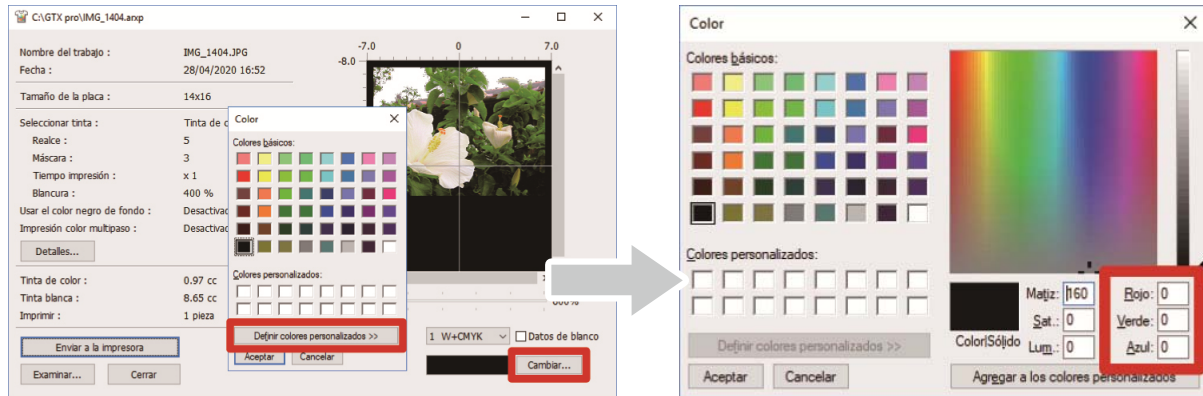 C:\GTX pro\IMG_1404.arxp
Nombre del trabajo : IMG_1404.JPG
Fecha : 28/04/2020 16:52
Tamaño de la placa : 14x16
Seleccionar tinta : Tinta de c
Realce : 5
Máscara : 3
Tiempo impresión : x 1
Blancura : 400 %
Usar el color negro de fondo : Desactivad
Impresión color multipaso : Desactivad
Detalles...
Tinta de color : 0.97 cc
Tinta blanca : 8.65 cc
Imprimir : 1 pieza
Enviar a la impresora
Examinar... Cerrar
-7.0 0 7.0
-8.0
Color
Colores básicos:
Colores personalizados:
Definir colores personalizados >>
Aceptar Cancelar
1 W+CMYK Datos de blanco
Cambiar...
Color
Colores básicos:
Colores personalizados:
Definir colores personalizados >>
Aceptar Cancelar
Color|Sólido
Matiz: 160 Rojo: 0
Sat.: 0 Verde: 0
Lum.: 0 Azul: 0
Agregar a los colores personalizados